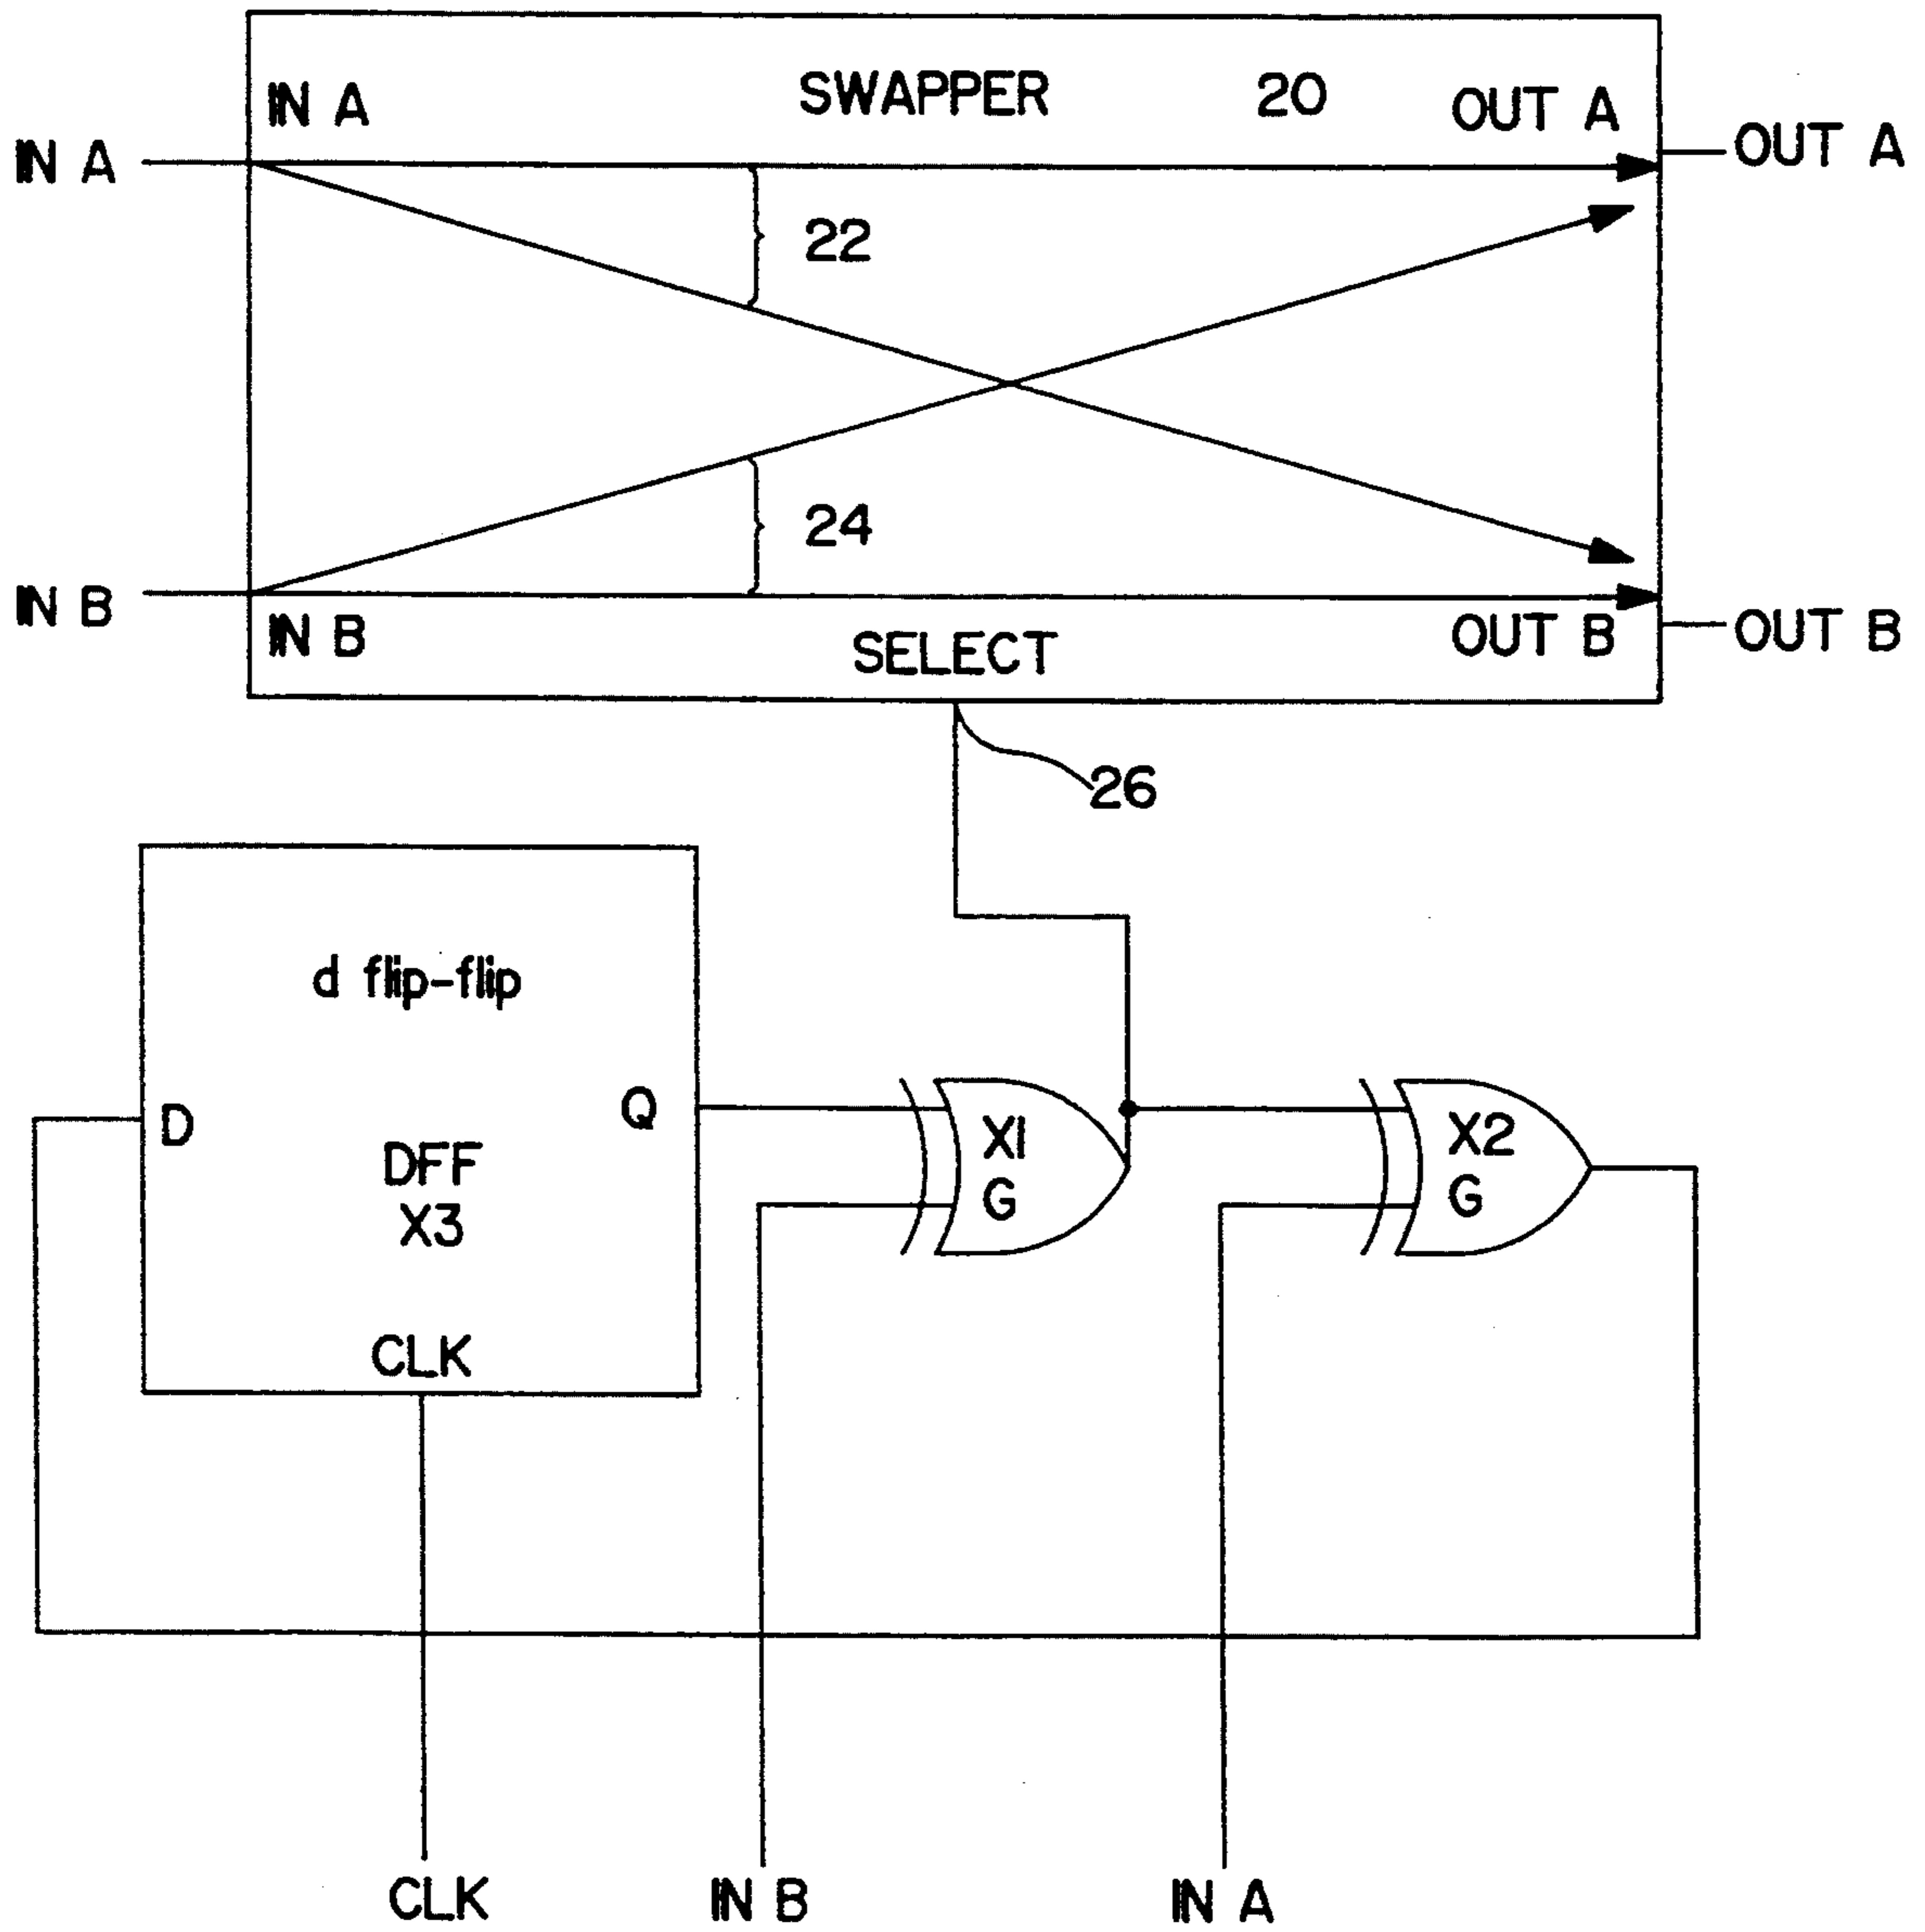 IN A SWAPPER 20 OUT A
IN A OUT A
22
24
IN B OUT B
IN B SELECT OUT B
26
d flip-flip
D Q X1 X2
DFF G G
X3
CLK
CLK IN B IN A